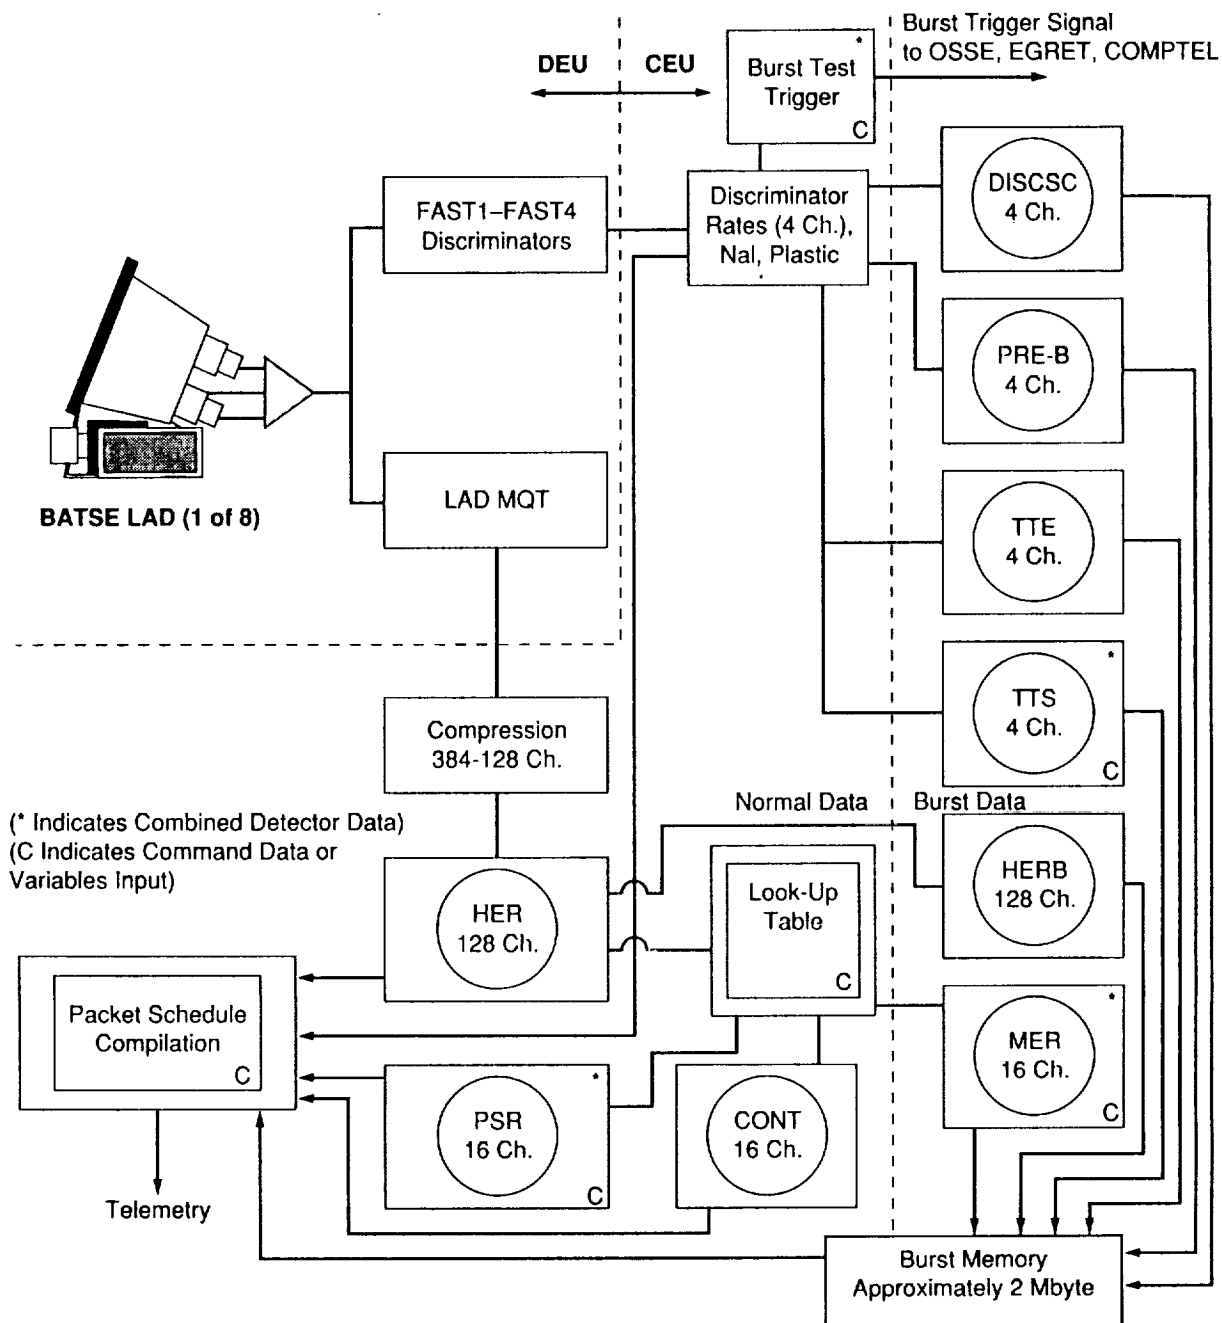 Burst Trigger Signal
to OSSE, EGRET, COMPTEL
DEU
CEU
*
Burst Test
Trigger
C
FAST1–FAST4
Discriminators
Discriminator
Rates (4 Ch.),
NaI, Plastic
DISCSC
4 Ch.
PRE-B
4 Ch.
LAD MQT
BATSE LAD (1 of 8)
TTE
4 Ch.
*
TTS
4 Ch.
C
Compression
384-128 Ch.
Normal Data
Burst Data
(* Indicates Combined Detector Data)
(C Indicates Command Data or
Variables Input)
HER
128 Ch.
Look-Up
Table
C
HERB
128 Ch.
Packet Schedule
Compilation
C
*
MER
16 Ch.
C
*
PSR
16 Ch.
C
CONT
16 Ch.
Telemetry
Burst Memory
Approximately 2 Mbyte